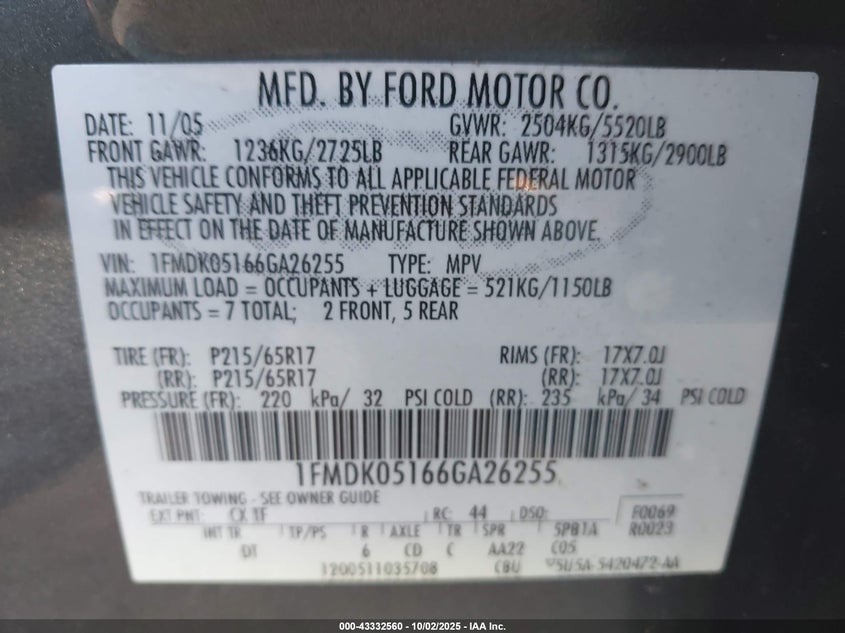 MFD. BY FORD MOTOR CO.
DATE: 11/05 GVWR: 2504KG/5520LB
FRONT GAWR: 1236KG/2725LB REAR GAWR: 1315KG/2900LB
THIS VEHICLE CONFORMS TO ALL APPLICABLE FEDERAL MOTOR
VEHICLE SAFETY AND THEFT PREVENTION STANDARDS
IN EFFECT ON THE DATE OF MANUFACTURE SHOWN ABOVE.
VIN: 1FMDK05166GA26255 TYPE: MPV
MAXIMUM LOAD = OCCUPANTS + LUGGAGE = 521KG/1150LB
OCCUPANTS = 7 TOTAL; 2 FRONT, 5 REAR
TIRE (FR): P215/65R17 RIMS (FR): 17X7.0J
(RR): P215/65R17 (RR): 17X7.0J
PRESSURE (FR): 220 kPa/ 32 PSI COLD (RR): 235 kPa/ 34 PSI COLD
1FMDK05166GA26255
TRAILER TOWING - SEE OWNER GUIDE
EXT PNT: CX TF RC: 44 DSO: F0069
INT TR TP/PS R AXLE TR SPR SPB1A R0023
DT 6 CD C AA22 C05
1200511035708 CBU 5U5A-5420472-AA
000-43332560 - 10/02/2025 - IAA Inc.